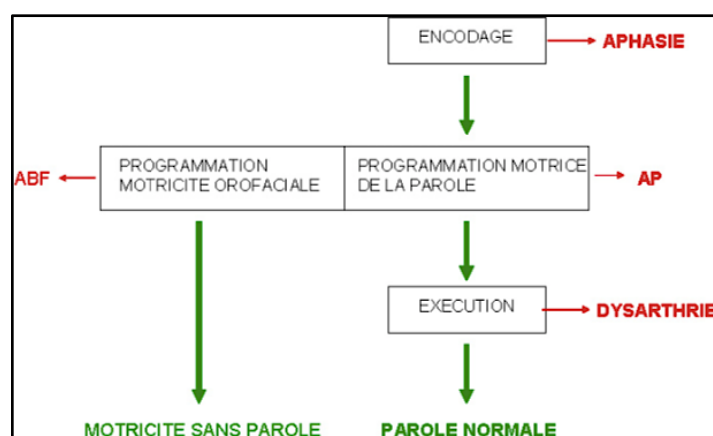 ENCODAGE
APHASIE
ABF
PROGRAMMATION
MOTRICITE OROFACIALE
PROGRAMMATION MOTRICE
DE LA PAROLE
AP
EXECUTION
DYSARTHRIE
MOTRICITE SANS PAROLE
PAROLE NORMALE